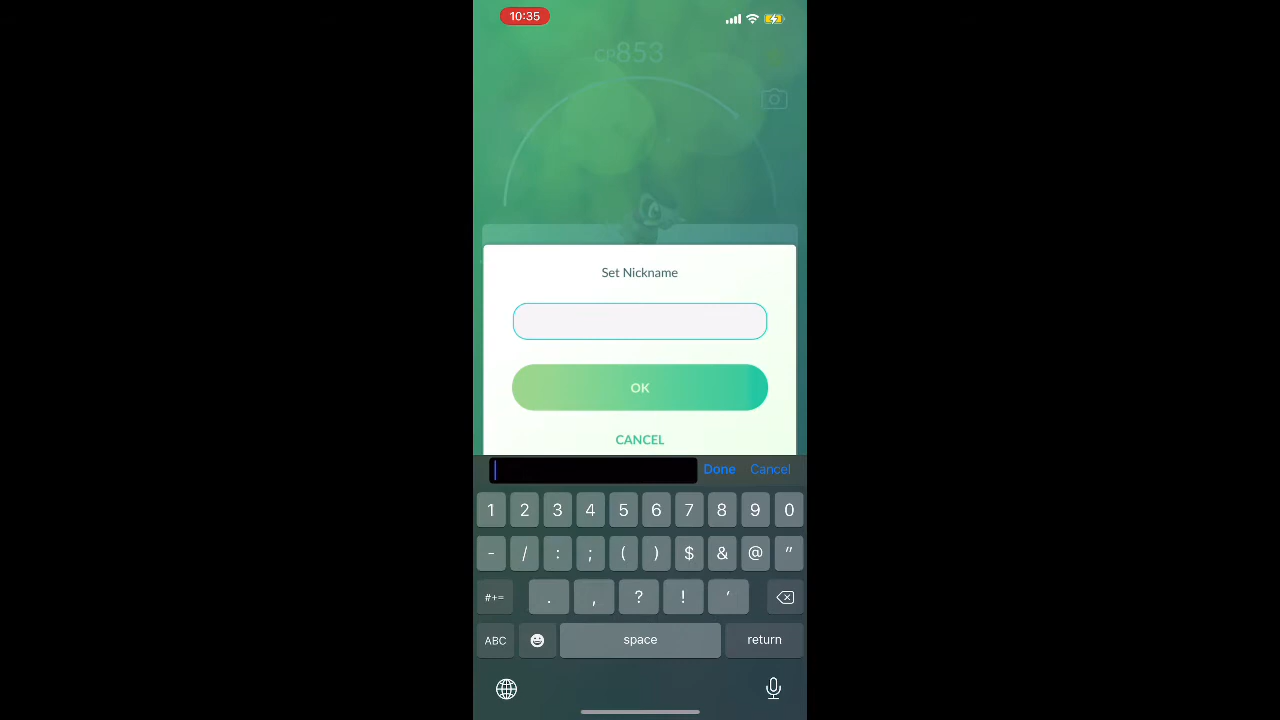 10:35
CP853
Set Nickname
OK
CANCEL
Done Cancel
1 2 3 4 5 6 7 8 9 0
- / : ; ( ) $ & @ "
#+= . , ? ! '
ABC space return